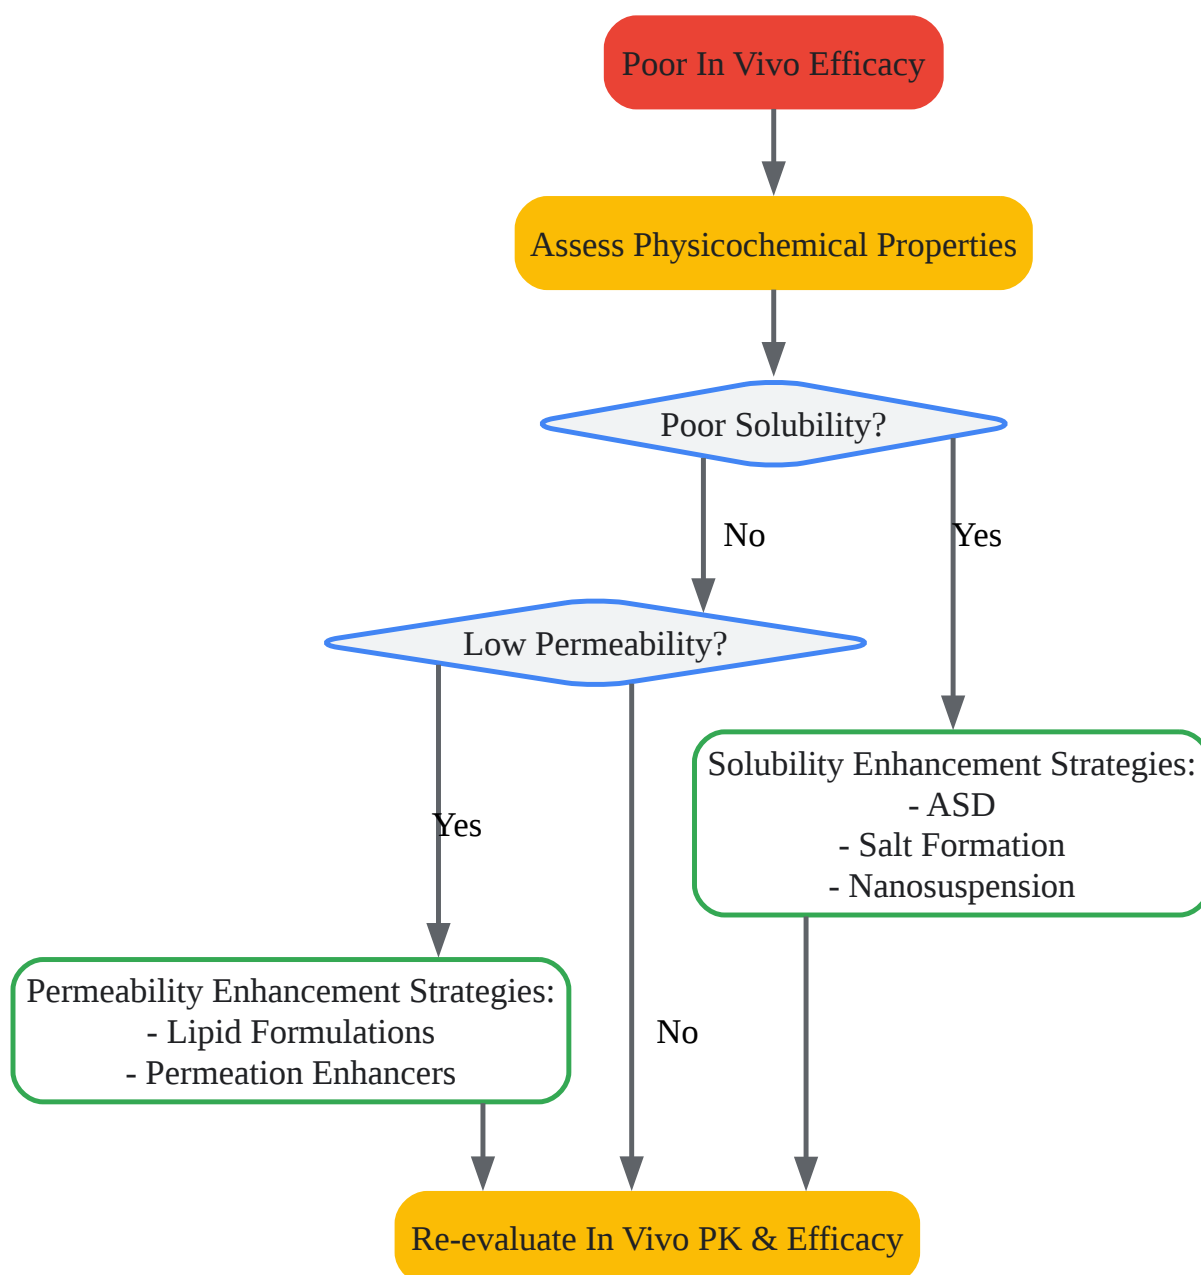 Poor In Vivo Efficacy
Assess Physicochemical Properties
Poor Solubility?
No
Yes
Low Permeability?
Solubility Enhancement Strategies:
- ASD
- Salt Formation
- Nanosuspension
Yes
Permeability Enhancement Strategies:
- Lipid Formulations
- Permeation Enhancers
No
Re-evaluate In Vivo PK & Efficacy